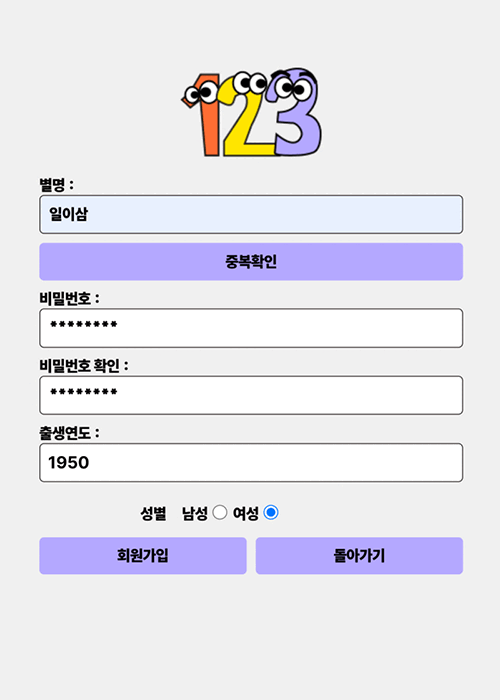 123
별명 :
일이삼
중복확인
비밀번호 :
********
비밀번호 확인 :
********
출생연도 :
1950
성별 남성 여성
회원가입 돌아가기